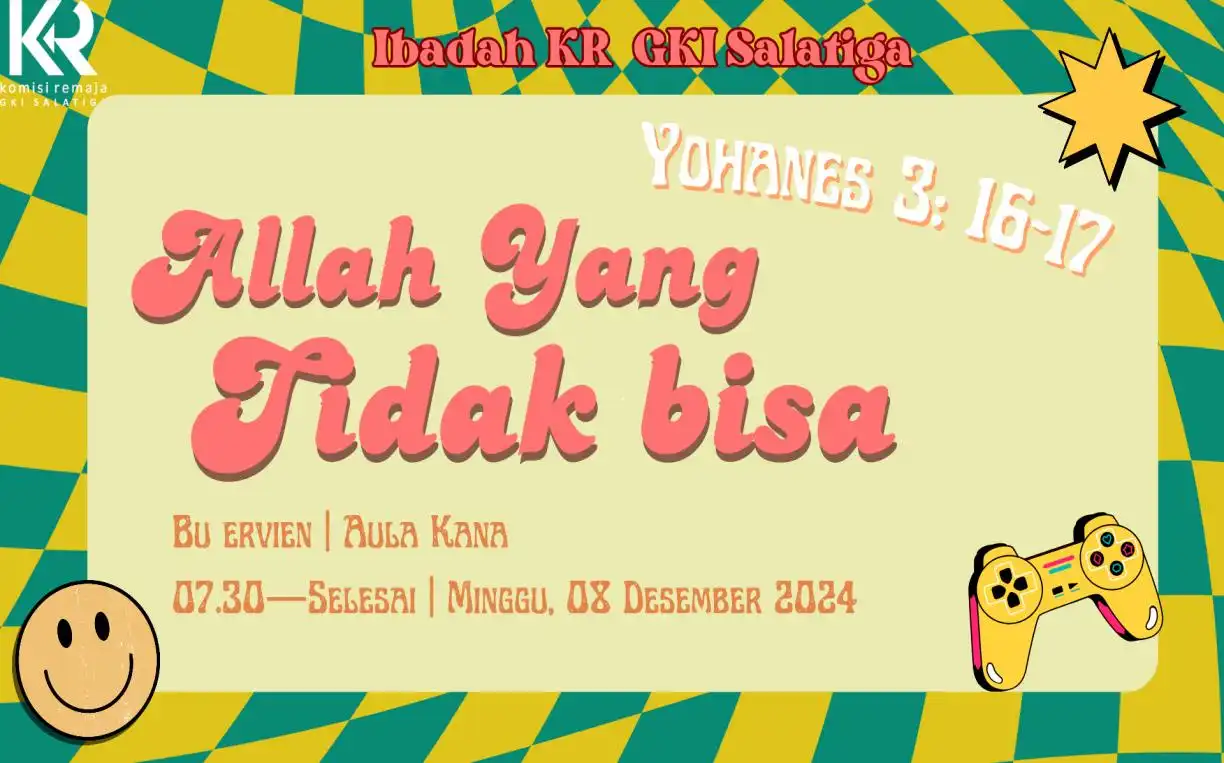 KR
komisi remaja
GKI SALATIGA
Ibadah KR GKI Salatiga
Yohanes 3: 16-17
Allah Yang
Tidak bisa
Bu ervien | Aula Kana
07.30—Selesai | Minggu, 08 Desember 2024